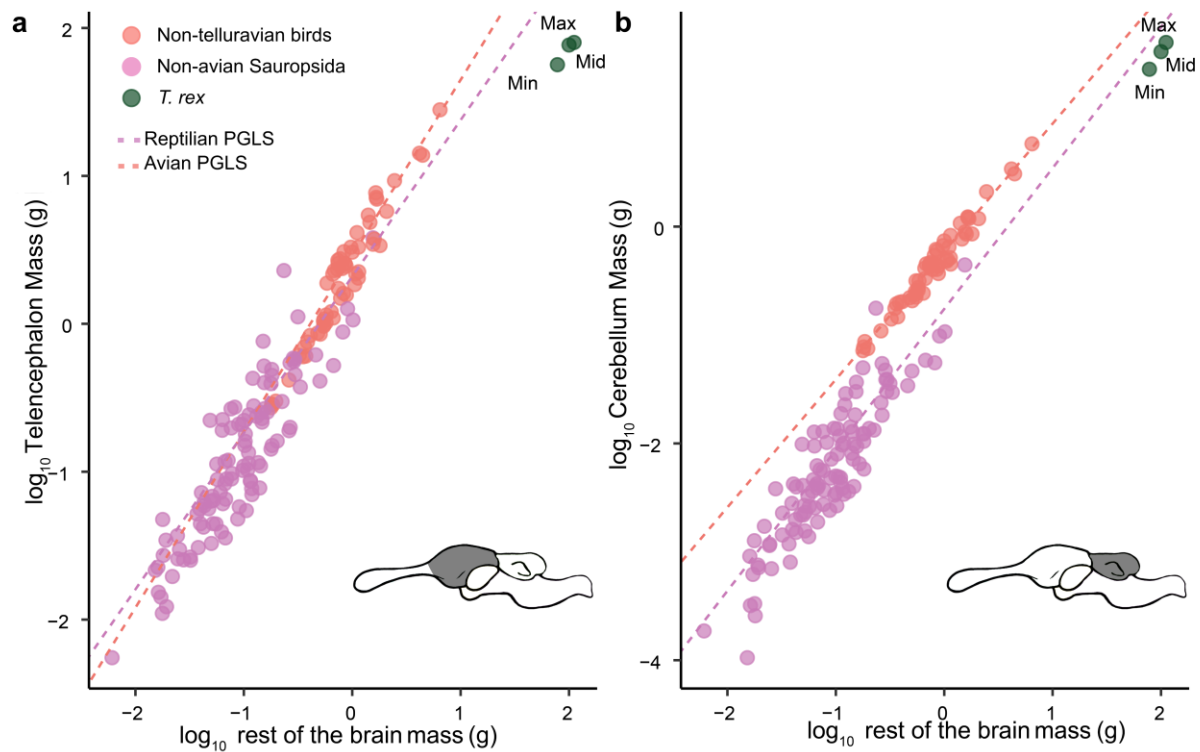 a
Non-telluravian birds
Non-avian Sauropsida
T. rex
Reptilian PGLS
Avian PGLS
Max
Mid
Min
log₁₀ Telencephalon Mass (g)
2
1
0
−1
−2
−2
−1
0
1
2
log₁₀ rest of the brain mass (g)
b
Max
Mid
Min
log₁₀ Cerebellum Mass (g)
0
−2
−4
−2
−1
0
1
2
log₁₀ rest of the brain mass (g)